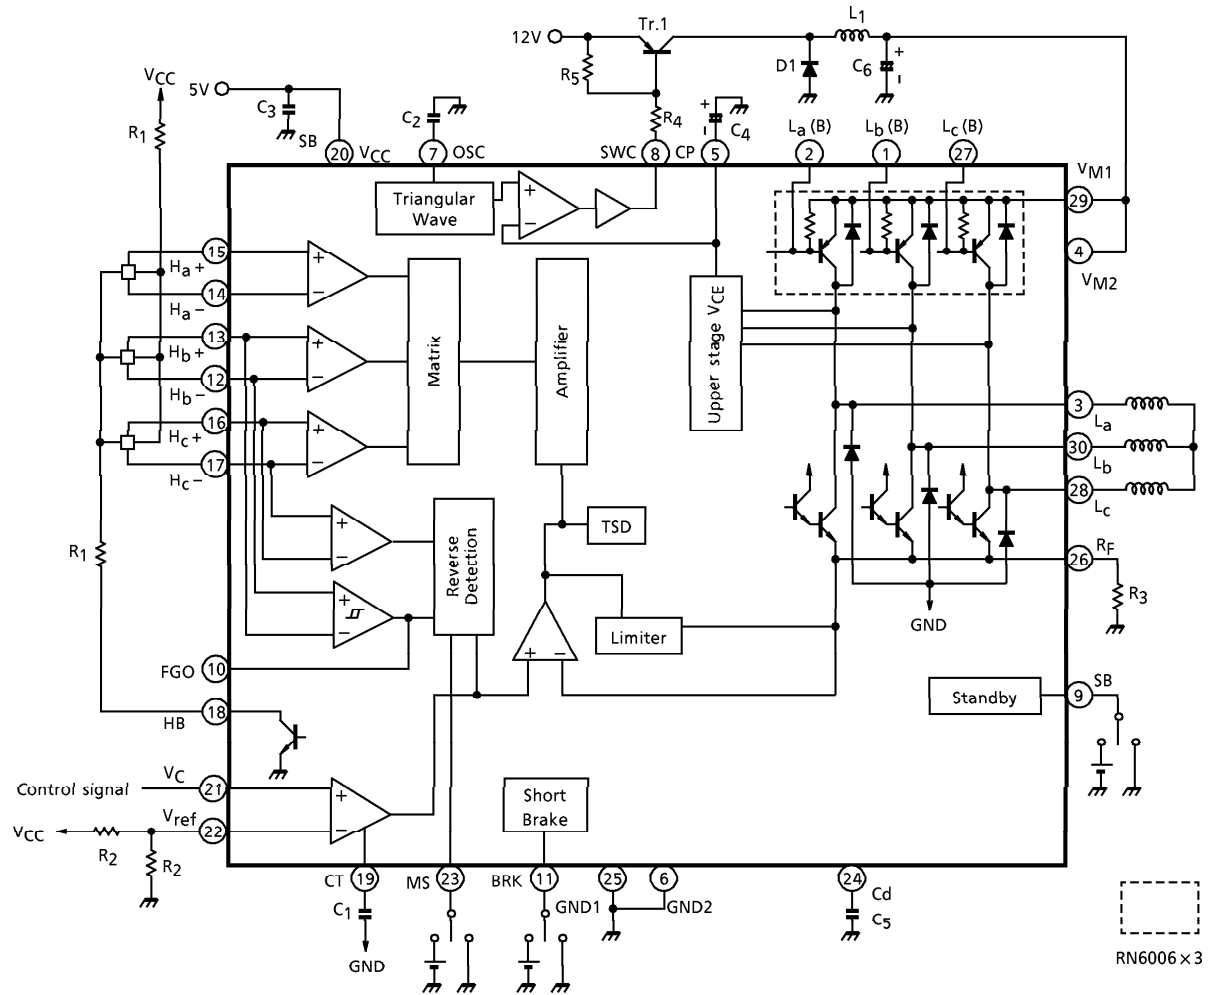 12V
Tr.1
L1
R5
D1
C6
+
-
VCC
5V
C3
C2
R4
+
-
C4
La (B)
Lb (B)
Lc (B)
R1
SB
20
VCC
7
OSC
SWC
8
CP
5
2
1
27
VM1
29
4
VM2
Triangular
Wave
+
-
15
Ha+
14
Ha-
13
Hb+
12
Hb-
16
Hc+
17
Hc-
+
-
+
-
+
-
Matrik
Amplifier
Upper stage VCE
3
La
30
Lb
28
Lc
R1
+
-
+
-
Reverse
Detection
TSD
26
RF
R3
GND
Limiter
+
-
FGO
10
HB
18
Standby
9
SB
Control signal
VC
21
+
-
VCC
Vref
22
R2
R2
Short
Brake
CT
19
MS
23
BRK
11
25
6
24
GND1
GND2
Cd
C1
C5
GND
RN6006×3